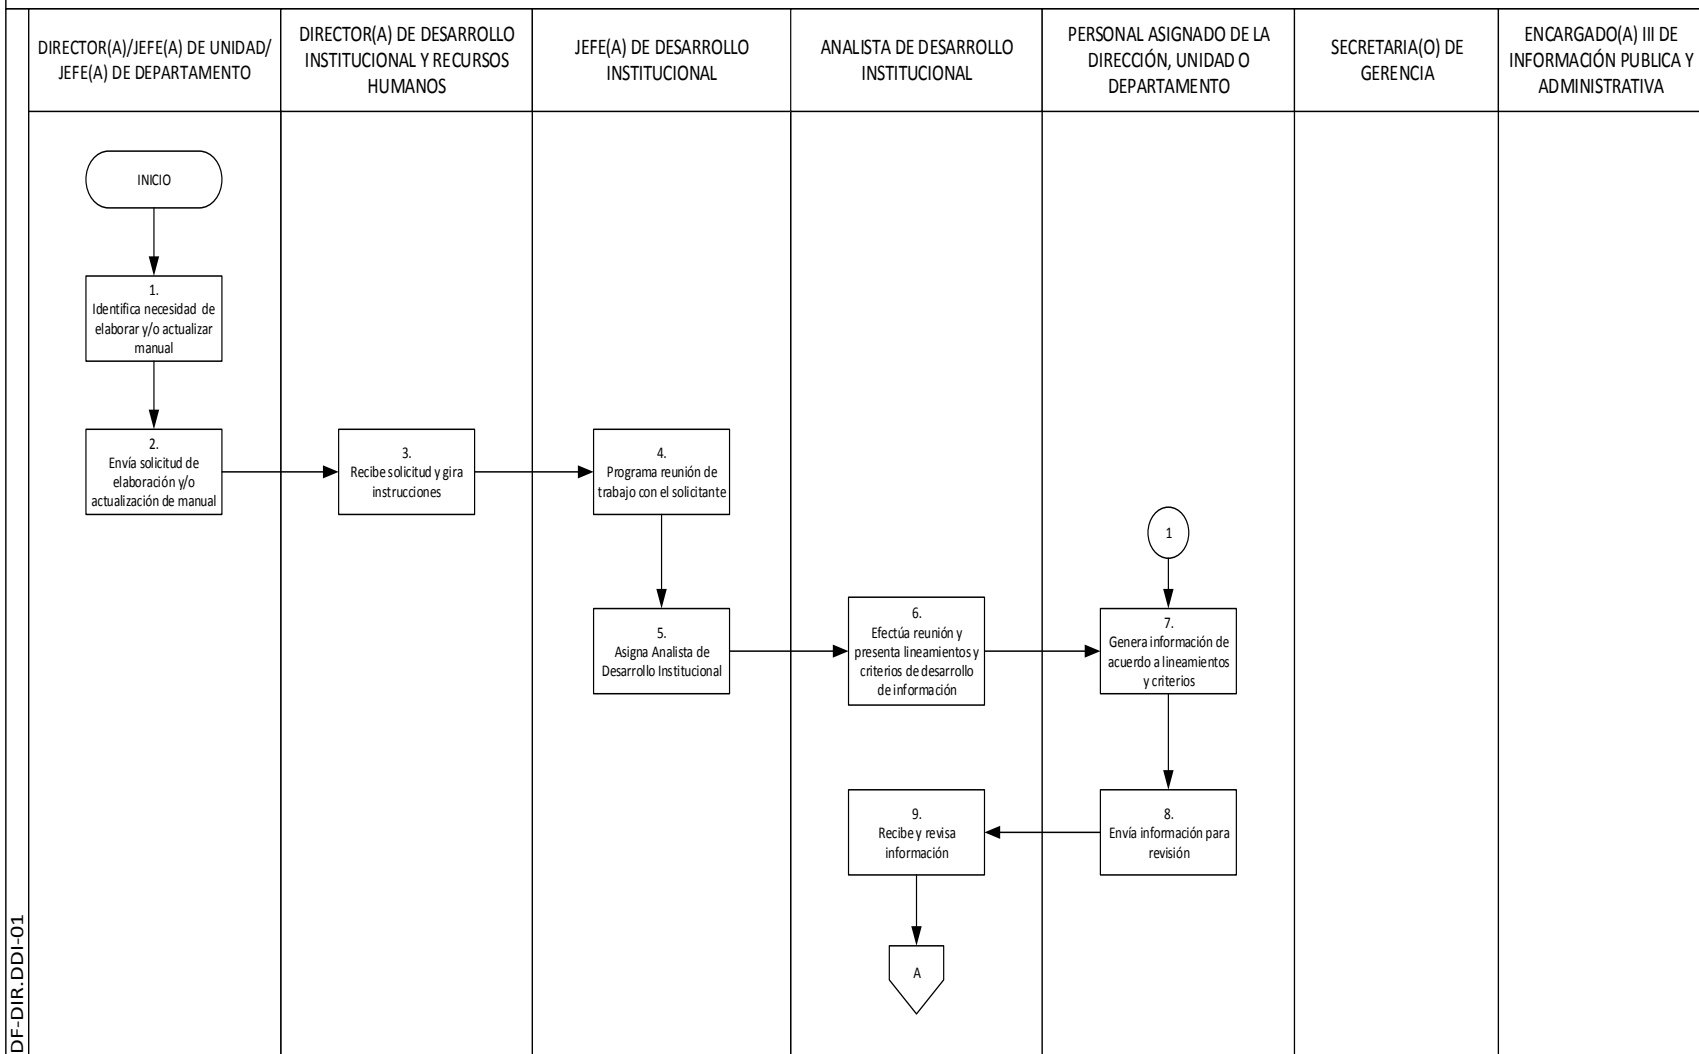 DIRECTOR(A)/JEFE(A) DE UNIDAD/
JEFE(A) DE DEPARTAMENTO
DIRECTOR(A) DE DESARROLLO
INSTITUCIONAL Y RECURSOS
HUMANOS
JEFE(A) DE DESARROLLO
INSTITUCIONAL
ANALISTA DE DESARROLLO
INSTITUCIONAL
PERSONAL ASIGNADO DE LA
DIRECCIÓN, UNIDAD O
DEPARTAMENTO
SECRETARIA(O) DE
GERENCIA
ENCARGADO(A) III DE
INFORMACIÓN PUBLICA Y
ADMINISTRATIVA
INICIO
1.
Identifica necesidad de
elaborar y/o actualizar
manual
2.
Envía solicitud de
elaboración y/o
actualización de manual
3.
Recibe solicitud y gira
instrucciones
4.
Programa reunión de
trabajo con el solicitante
5.
Asigna Analista de
Desarrollo Institucional
6.
Efectúa reunión y
presenta lineamientos y
criterios de desarrollo
de información
1
7.
Genera información de
acuerdo a lineamientos
y criterios
8.
Envía información para
revisión
9.
Recibe y revisa
información
A
DF-DIR.DDI-01